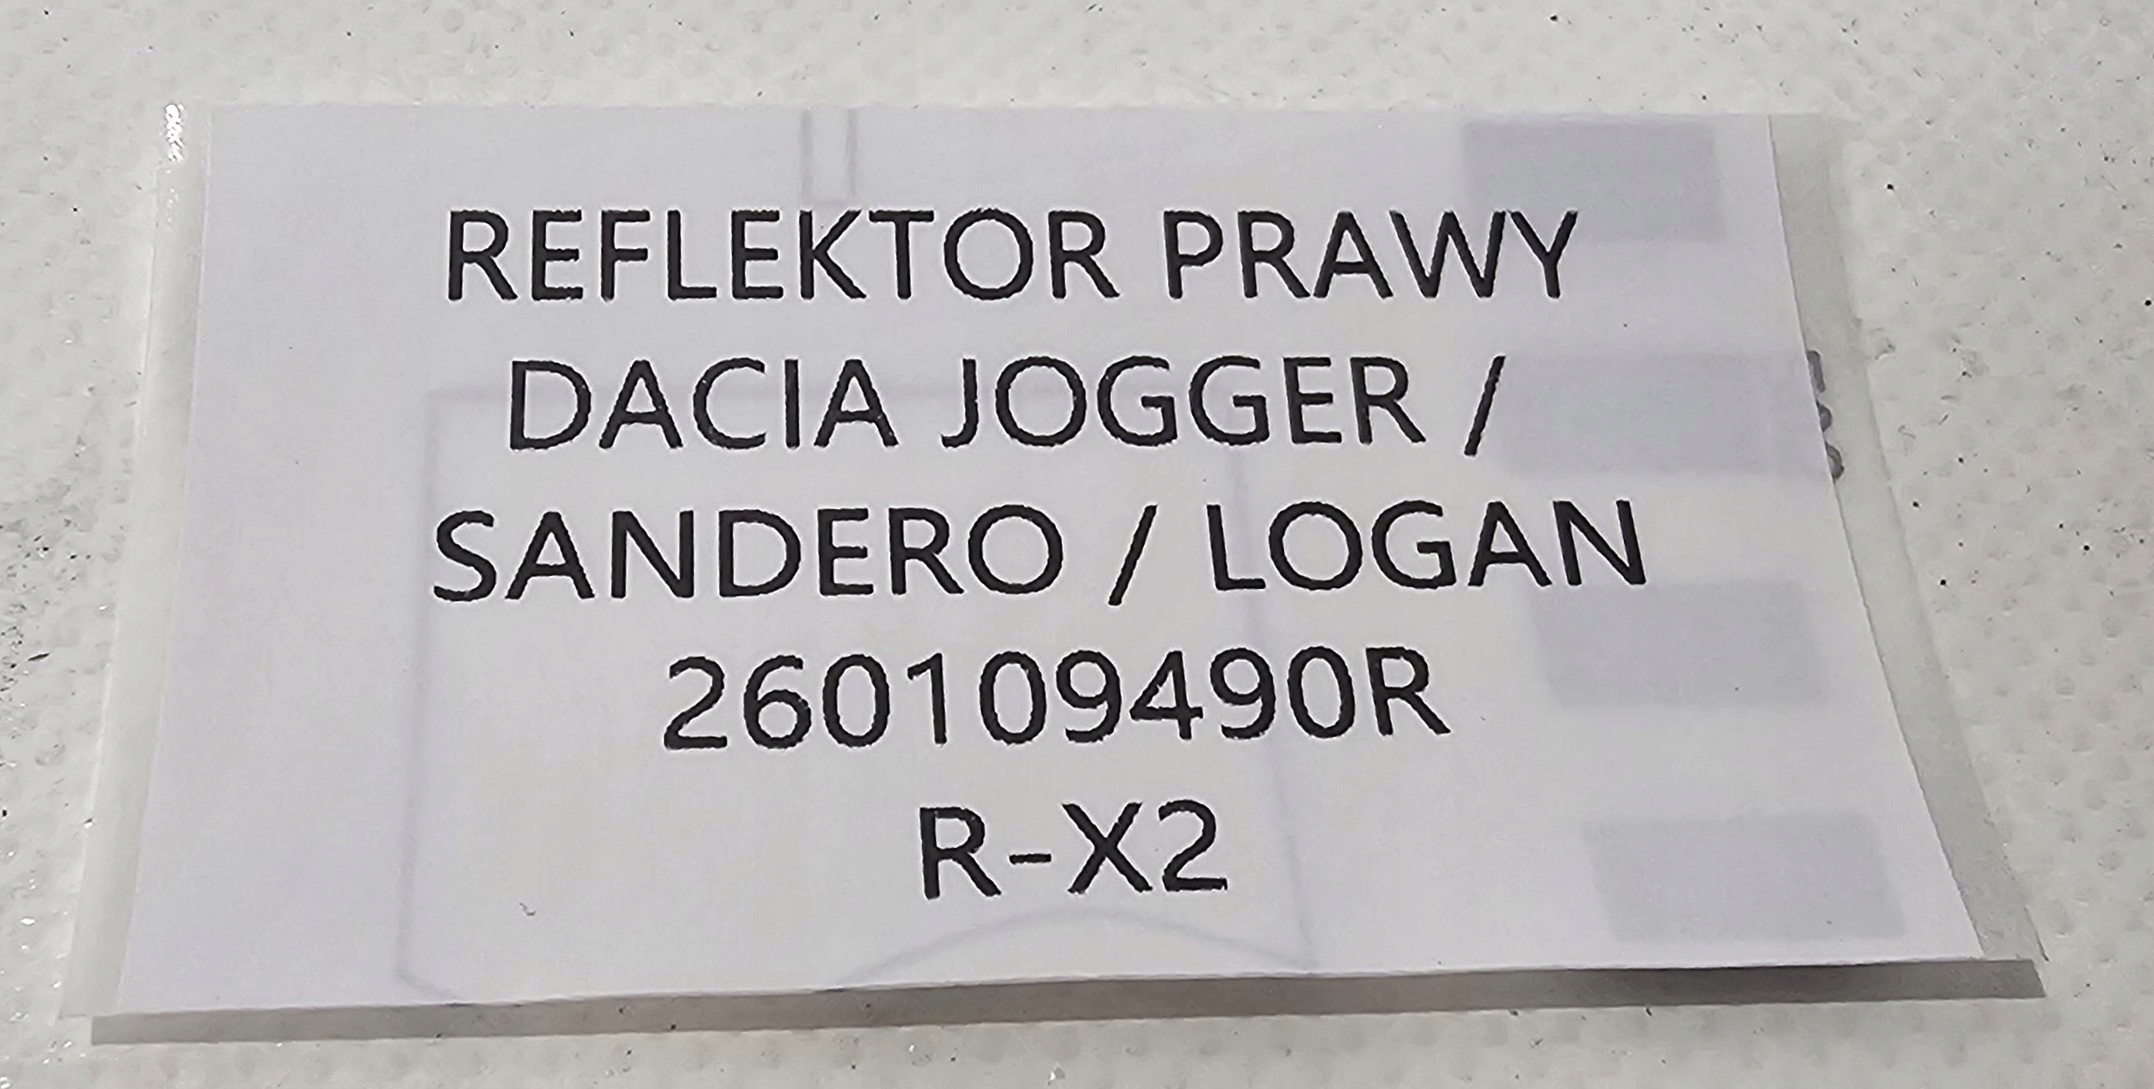 REFLEKTOR PRAWY
DACIA JOGGER /
SANDERO / LOGAN
260109490R
R-X2